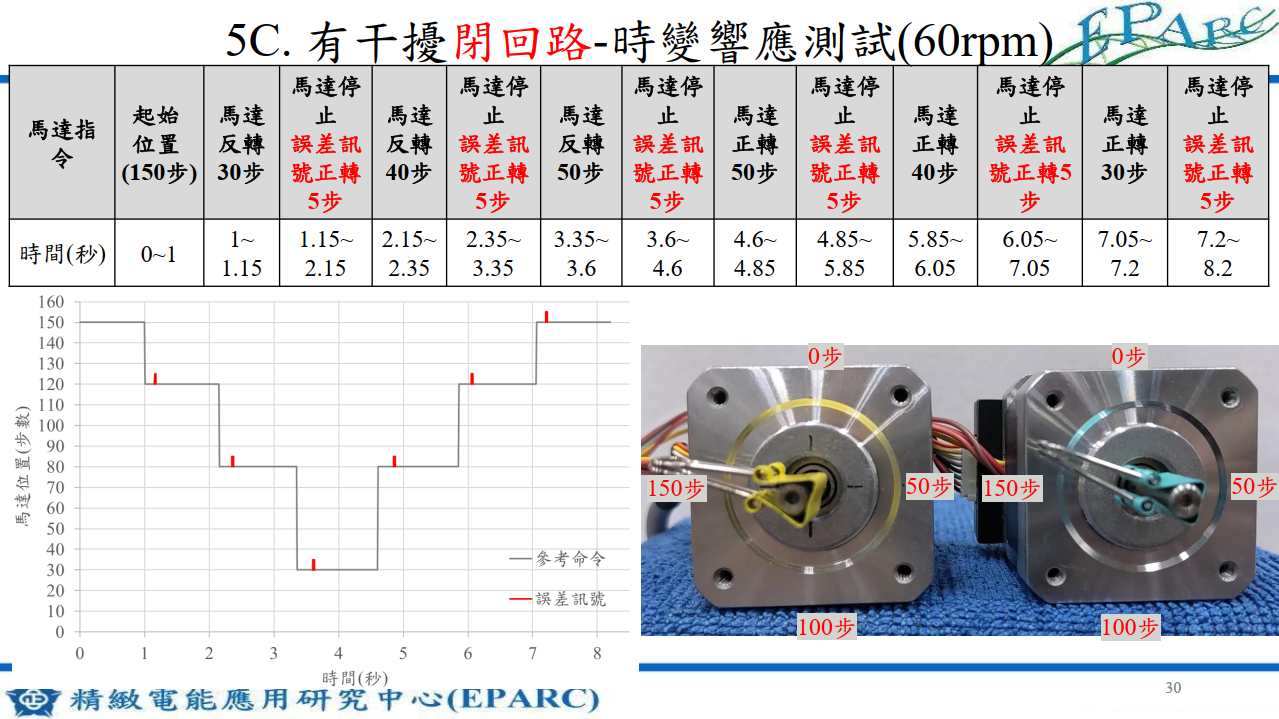 5C. 有干擾閉回路-時變響應測試(60rpm)
EPARC
馬達指
令
起始
位置
(150步)
馬達
反轉
30步
馬達停
止
誤差訊
號正轉
5步
馬達
反轉
40步
馬達停
止
誤差訊
號正轉
5步
馬達
反轉
50步
馬達停
止
誤差訊
號正轉
5步
馬達
正轉
50步
馬達停
止
誤差訊
號正轉
5步
馬達
正轉
40步
馬達停
止
誤差訊
號正轉5
步
馬達
正轉
30步
馬達停
止
誤差訊
號正轉
5步
時間(秒)
0~1
1~
1.15
1.15~
2.15
2.15~
2.35
2.35~
3.35
3.35~
3.6
3.6~
4.6
4.6~
4.85
4.85~
5.85
5.85~
6.05
6.05~
7.05
7.05~
7.2
7.2~
8.2
160
150
140
130
120
110
100
90
80
70
60
50
40
30
20
10
0
馬達位置(步數)
參考命令
誤差訊號
0 1 2 3 4 5 6 7 8
時間(秒)
0步
150步
50步
100步
0步
150步
50步
100步
精緻電能應用研究中心(EPARC)
30